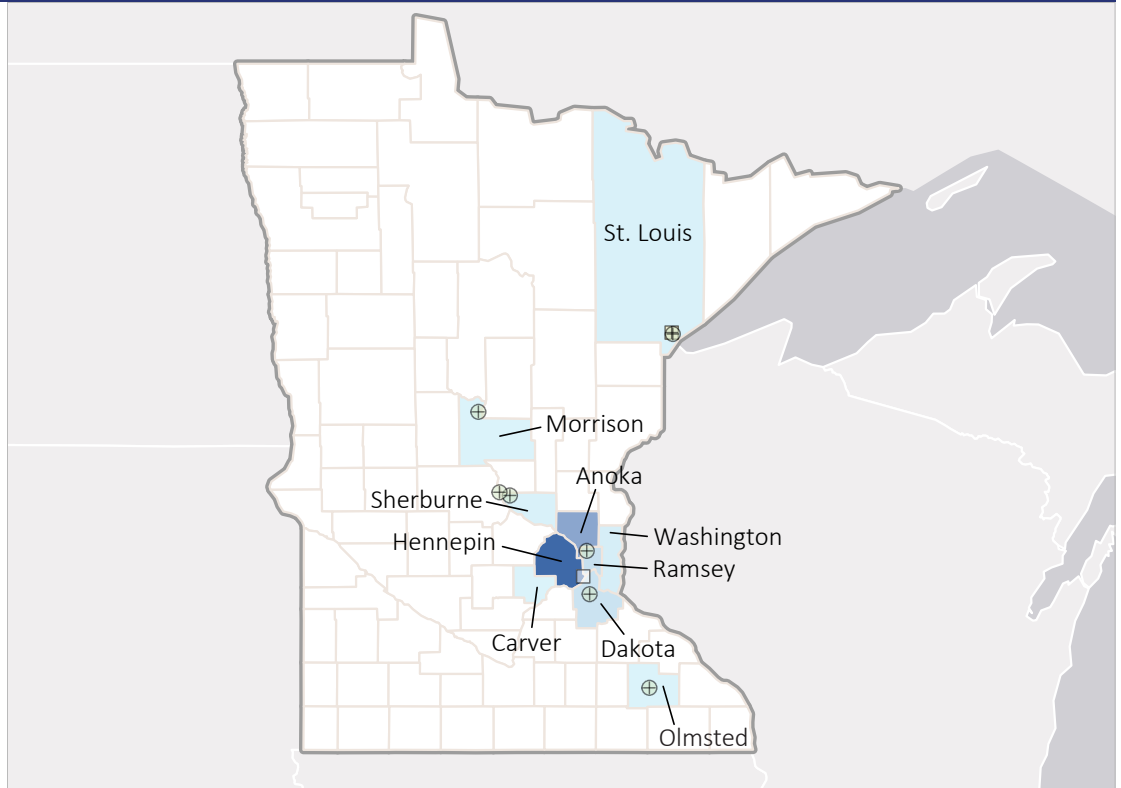 St. Louis
Morrison
Anoka
Sherburne
Washington
Hennepin
Ramsey
Carver
Dakota
Olmsted